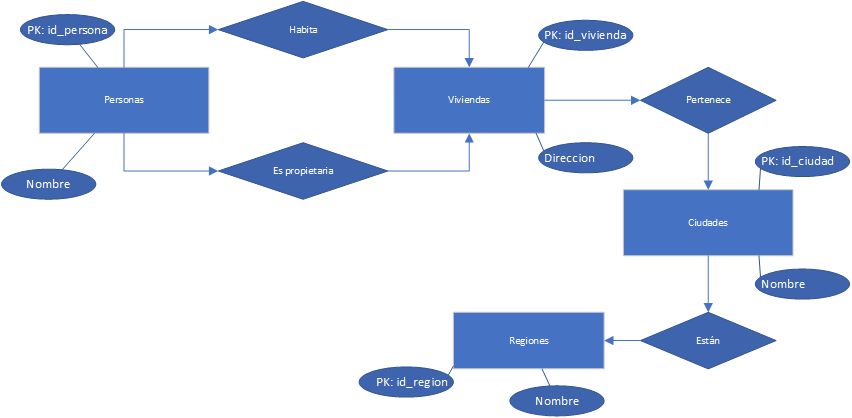 PK: id_persona
Habita
PK: id_vivienda
Personas
Viviendas
Pertenece
Direccion
PK: id_ciudad
Es propietaria
Nombre
Ciudades
Nombre
Regiones
Están
PK: id_region
Nombre